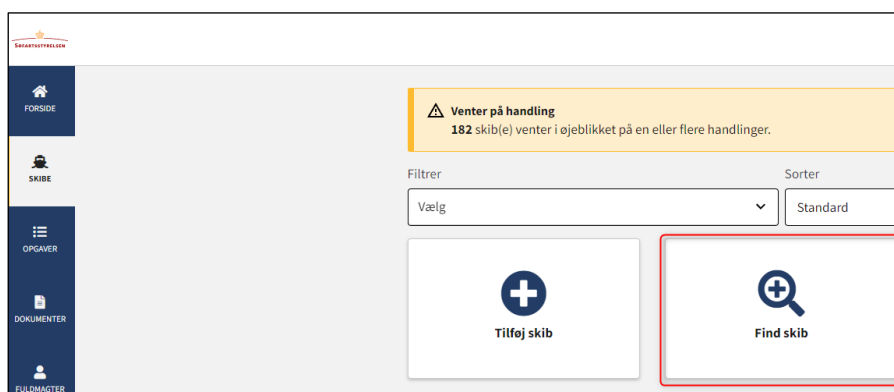 SØFARTSSTYRELSEN
FORSIDE
SKIBE
OPGAVER
DOKUMENTER
FULDMAGTER
Venter på handling
182 skib(e) venter i øjeblikket på en eller flere handlinger.
Filtrer
Sorter
Vælg
Standard
Tilføj skib
Find skib